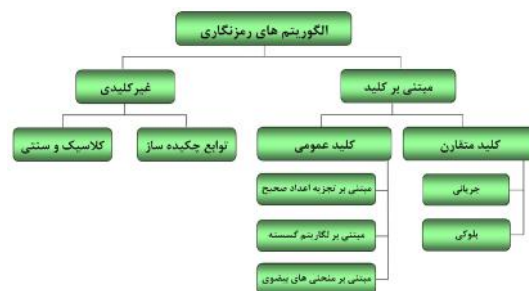 الگوریتم های رمزنگاری
مبتنی بر کلید
غیرکلیدی
کلید متقارن
کلید عمومی
توابع چکیده ساز
کلاسیک و سنتی
جریانی
بلوکی
مبتنی بر تجزیه اعداد صحیح
مبتنی بر لگاریتم گسسته
مبتنی بر منحنی های بیضوی